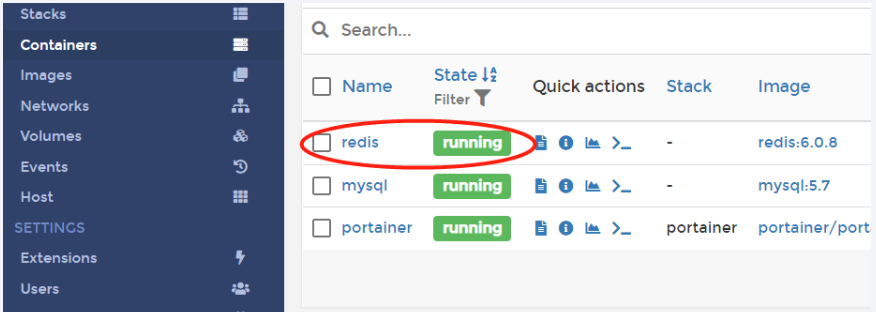 Stacks
Containers
Images
Networks
Volumes
Events
Host
SETTINGS
Extensions
Users
Search...
Name State Quick actions Stack Image
Filter
redis running - redis:6.0.8
mysql running - mysql:5.7
portainer running portainer portainer/port